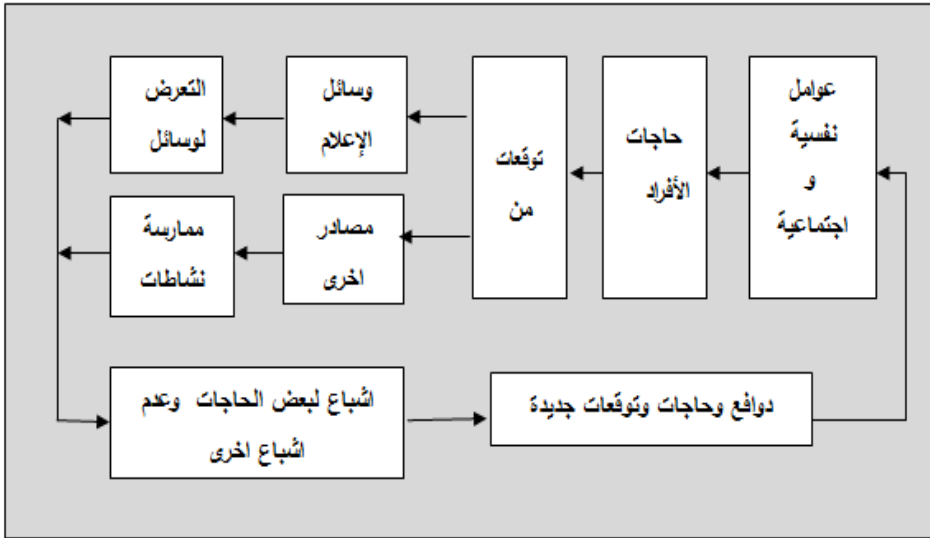 عوامل
نفسية
و
اجتماعية
حاجات
الأفراد
توقعات
من
وسائل
الإعلام
التعرض
لوسائل
مصادر
اخرى
ممارسة
نشاطات
اشباع لبعض الحاجات وعدم
اشباع اخرى
دوافع وحاجات وتوقعات جديدة